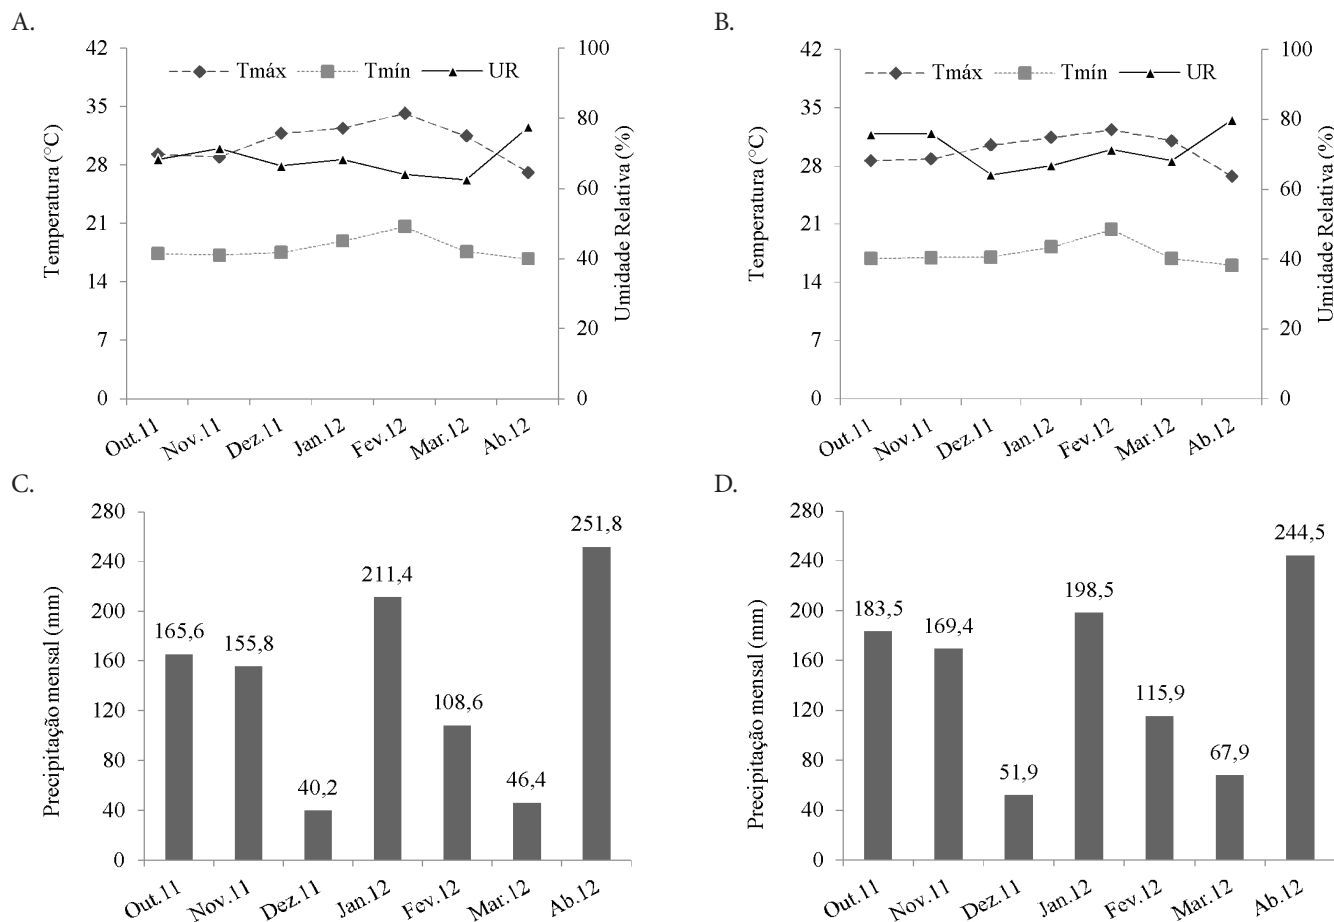 A.
42
35
28
21
14
7
0
Temperatura (°C)
Tmáx Tmín UR
100
80
60
40
20
0
Umidade Relativa (%)
Out.11 Nov.11 Dez.11 Jan.12 Fev.12 Mar.12 Ab.12
B.
42
35
28
21
14
7
0
Temperatura (°C)
Tmáx Tmín UR
100
80
60
40
20
0
Umidade Relativa (%)
Out.11 Nov.11 Dez.11 Jan.12 Fev.12 Mar.12 Ab.12
C.
280
240
200
160
120
80
40
0
Precipitação mensal (mm)
165,6 155,8 40,2 211,4 108,6 46,4 251,8
Out.11 Nov.11 Dez.11 Jan.12 Fev.12 Mar.12 Ab.12
D.
280
240
200
160
120
80
40
0
Precipitação mensal (mm)
183,5 169,4 51,9 198,5 115,9 67,9 244,5
Out.11 Nov.11 Dez.11 Jan.12 Fev.12 Mar.12 Ab.12